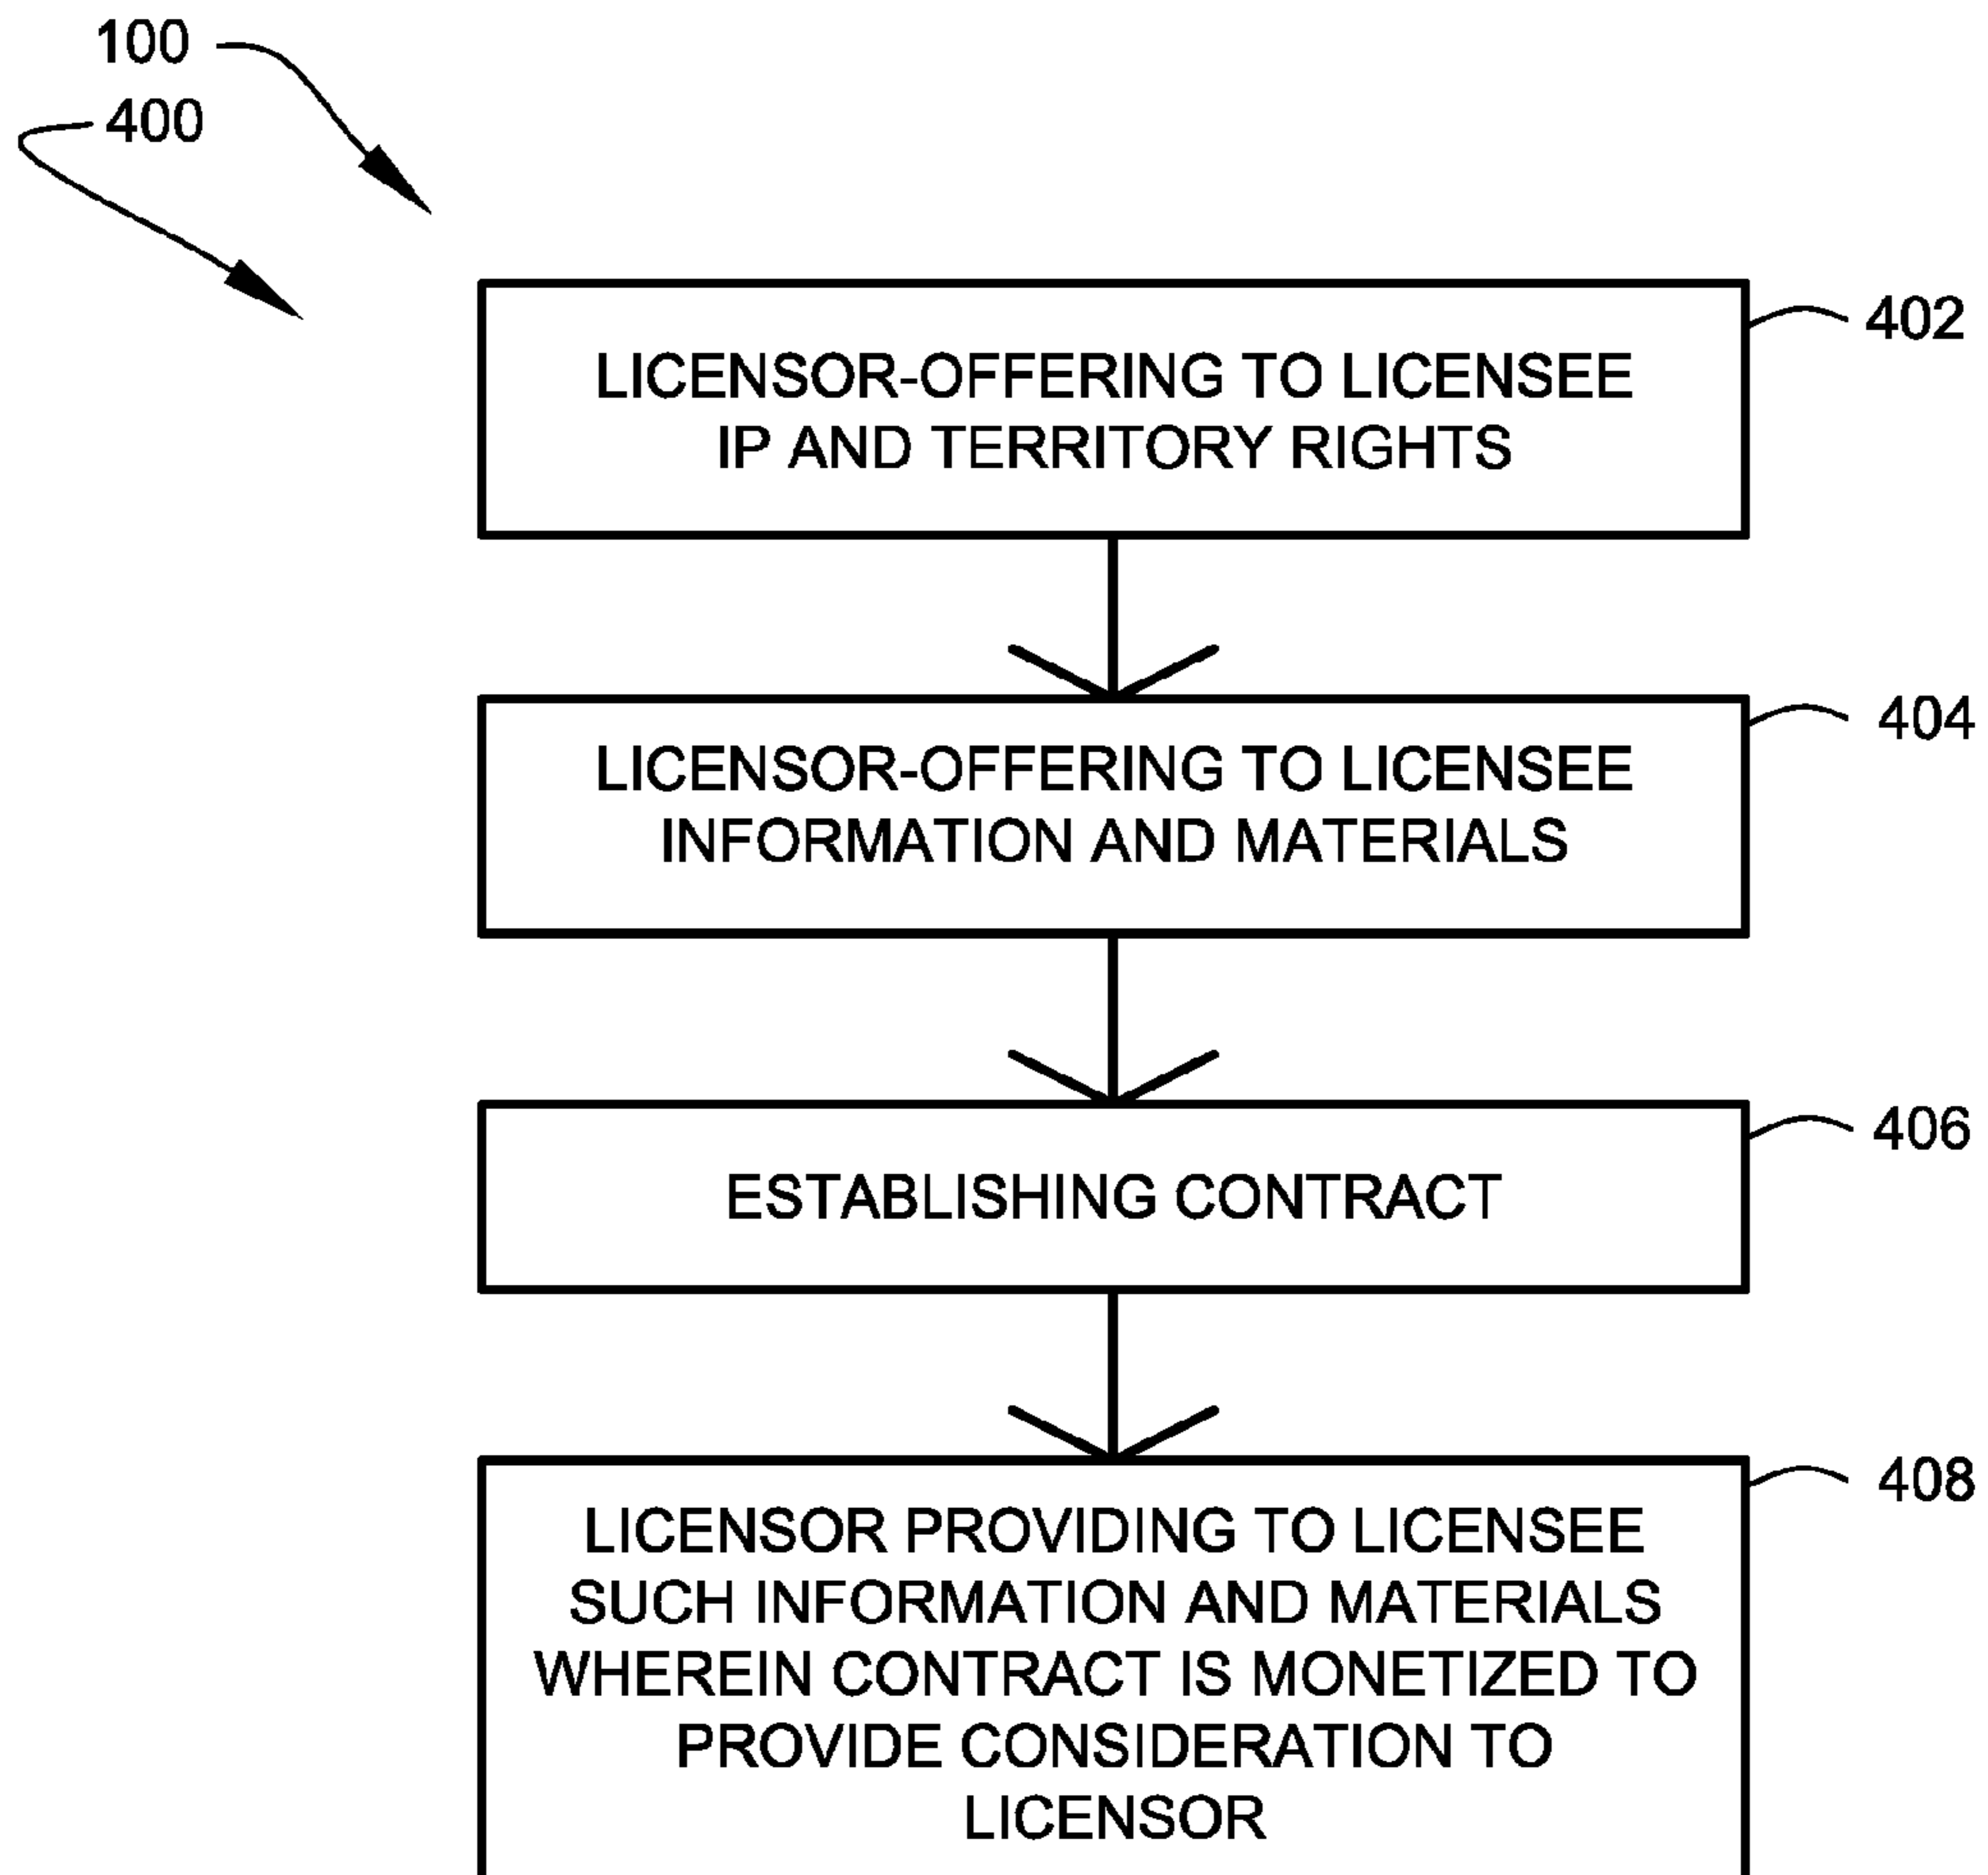 100
400
402
LICENSOR-OFFERING TO LICENSEE
IP AND TERRITORY RIGHTS
404
LICENSOR-OFFERING TO LICENSEE
INFORMATION AND MATERIALS
406
ESTABLISHING CONTRACT
408
LICENSOR PROVIDING TO LICENSEE
SUCH INFORMATION AND MATERIALS
WHEREIN CONTRACT IS MONETIZED TO
PROVIDE CONSIDERATION TO
LICENSOR